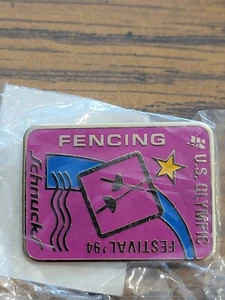 FENCING
U.S. OLYMPIC
FESTIVAL '94
Schnucks